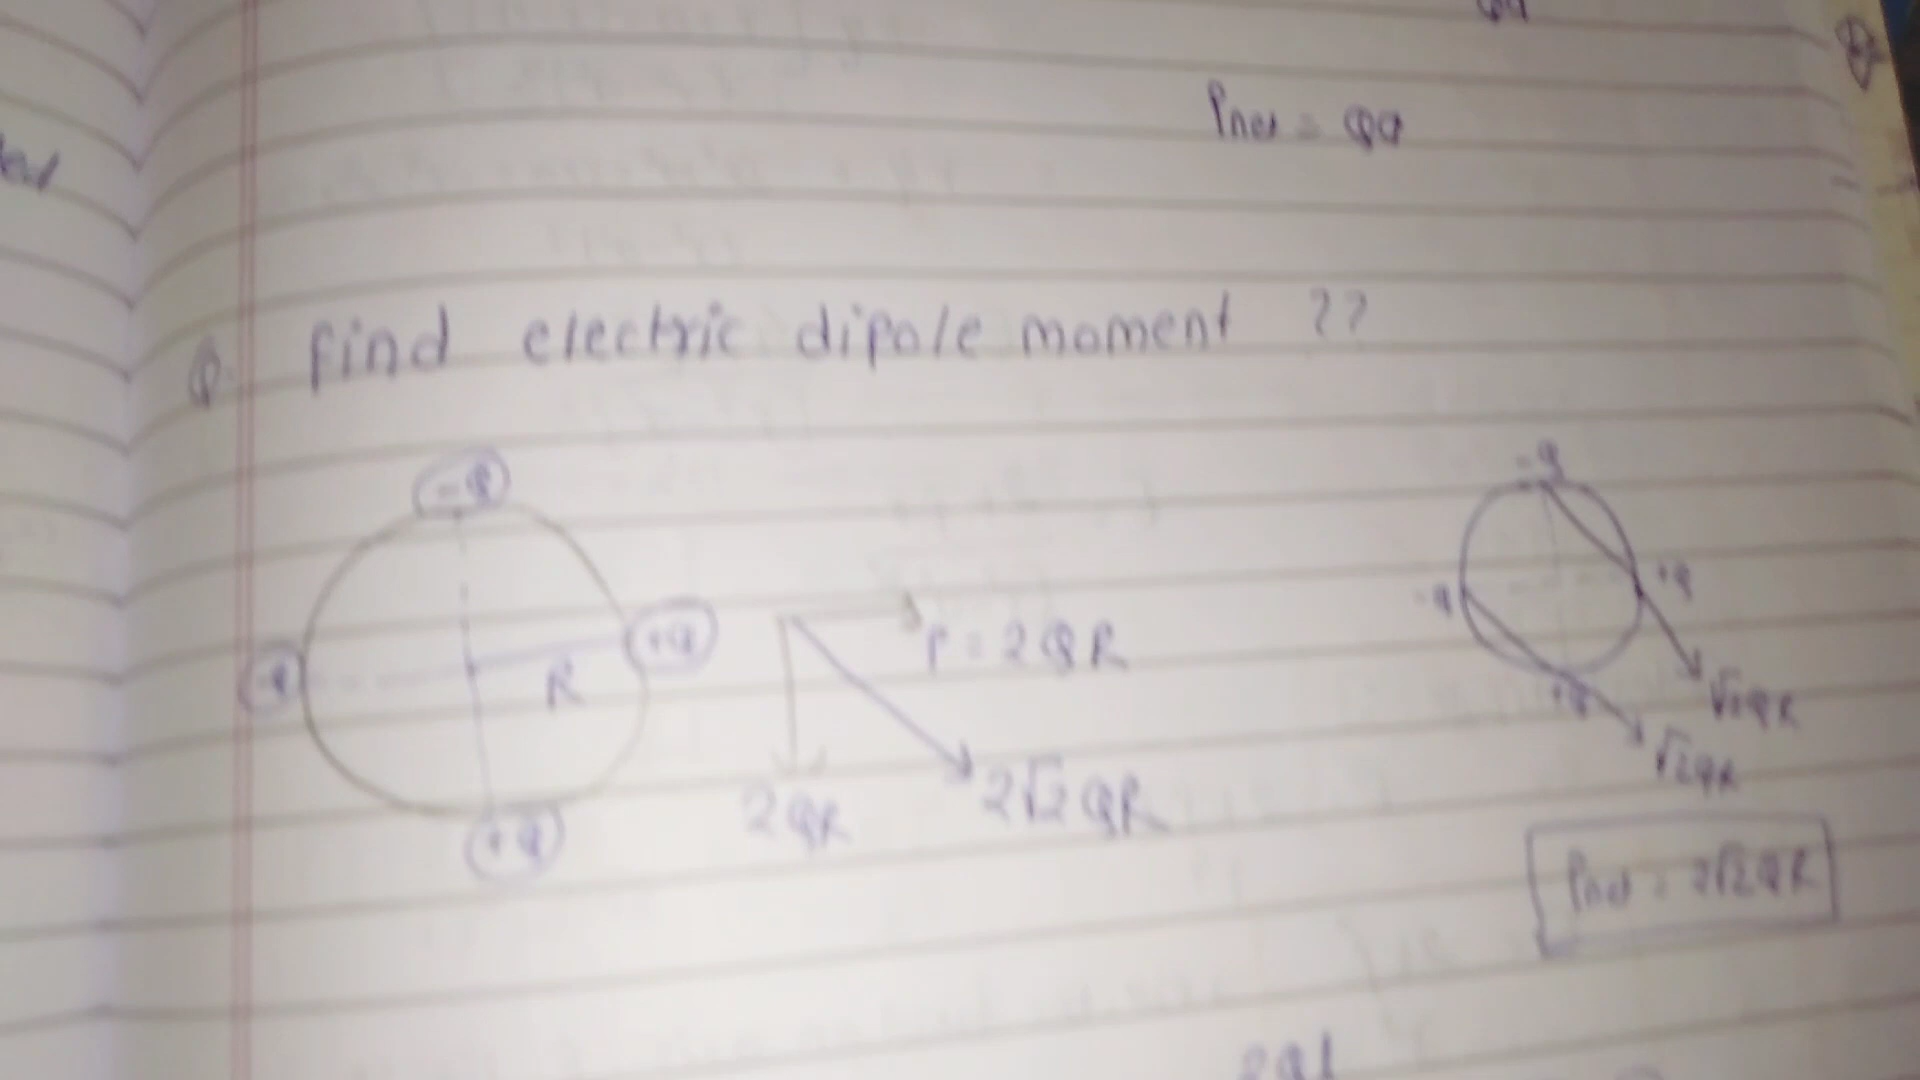 Pnet = Qa
Q. find electric dipole moment ??
-q
-q
+q
R
+q
P = 2QR
2QR
2√2 QR
-q
-q
+q
+q
√2QR
√2QR
Pnet = 2√2QR